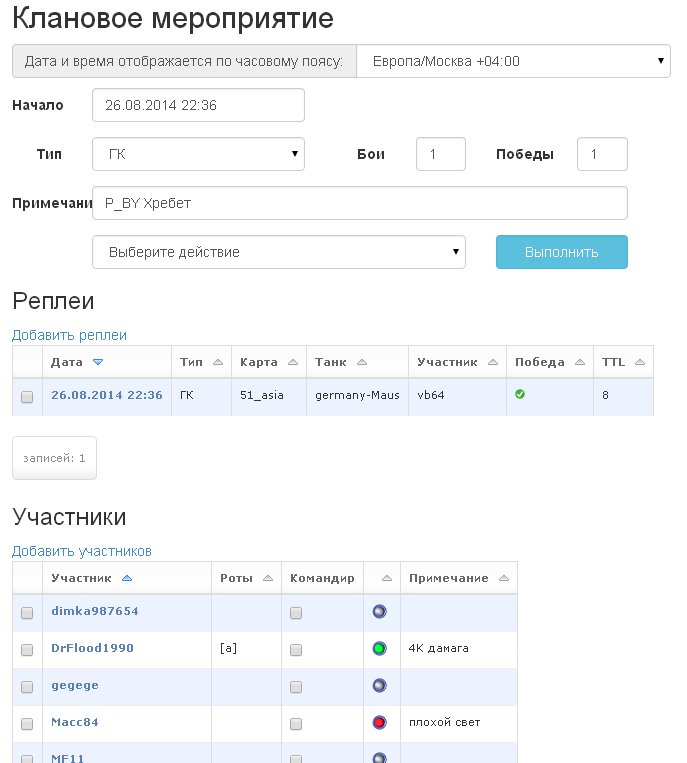 Клановое мероприятие
Дата и время отображается по часовому поясу: Европа/Москва +04:00
Начало 26.08.2014 22:36
Тип ГК Бои 1 Победы 1
Примечани P_BY Хребет
Выберите действие Выполнить
Реплеи
Добавить реплеи
Дата Тип Карта Танк Участник Победа TTL
26.08.2014 22:36 ГК 51_asia germany-Maus vb64 8
записей: 1
Участники
Добавить участников
Участник Роты Командир Примечание
dimka987654
DrFlood1990 [a] 4К дамага
gegege
Macc84 плохой свет
MF11